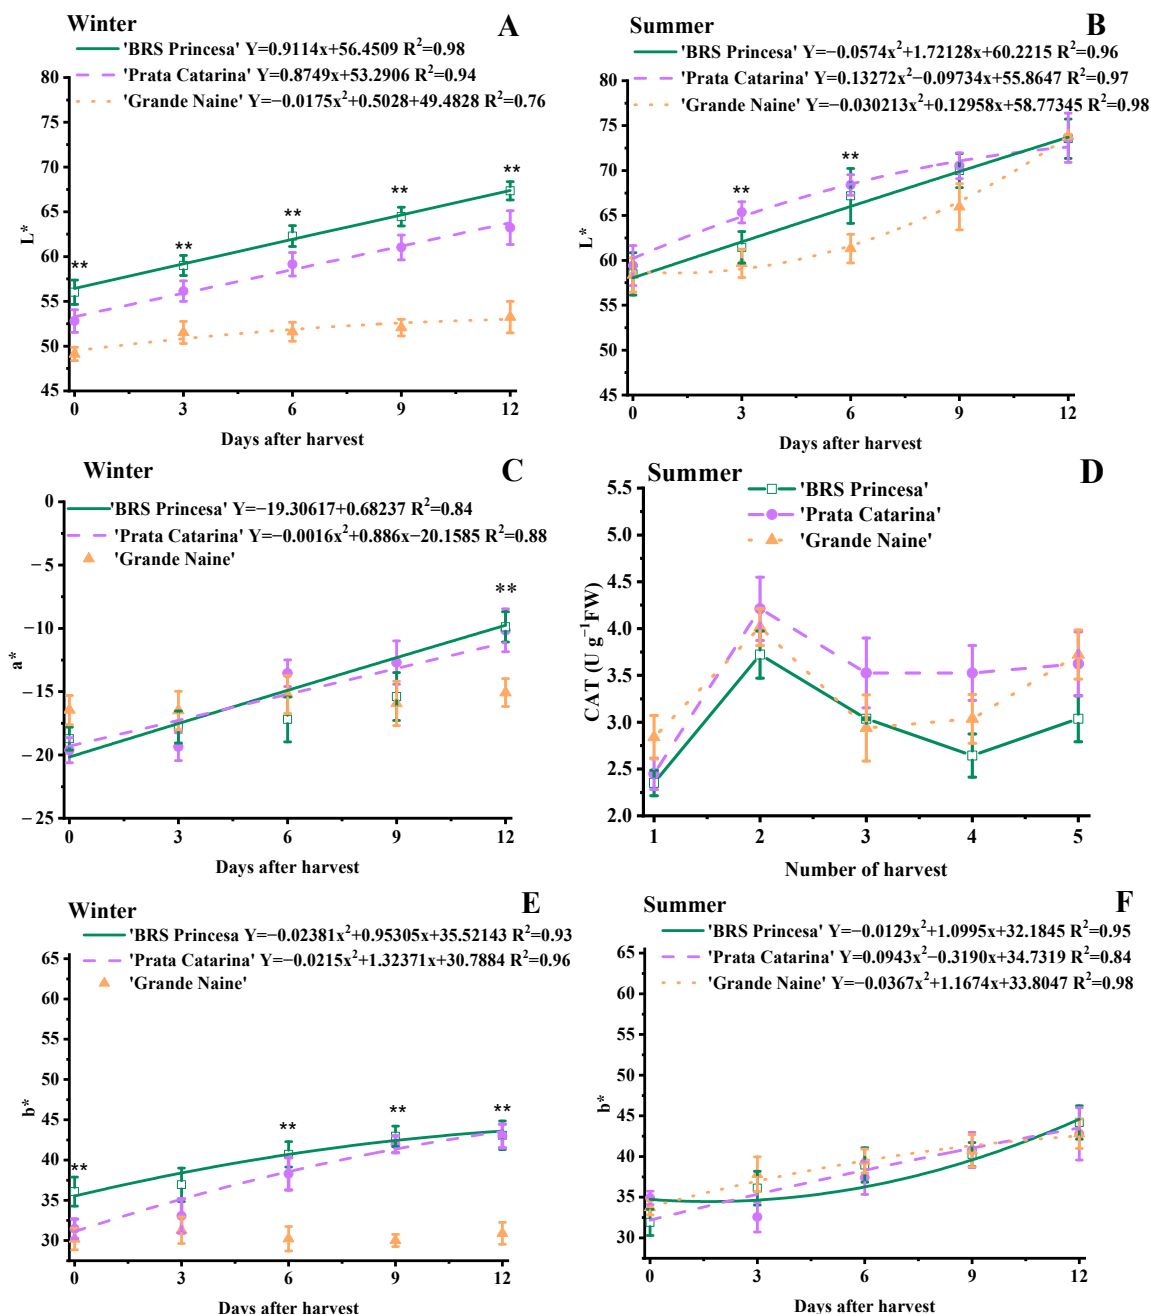 Winter
A
'BRS Princesa' Y=0.9114x+56.4509 R²=0.98
'Prata Catarina' Y=0.8749x+53.2906 R²=0.94
'Grande Naine' Y=−0.0175x²+0.5028+49.4828 R²=0.76
80
75
70
65
60
55
50
45
L*
**
**
**
**
**
0 3 6 9 12
Days after harvest
Summer
B
'BRS Princesa' Y=−0.0574x²+1.72128x+60.2215 R²=0.96
'Prata Catarina' Y=0.13272x²−0.09734x+55.8647 R²=0.97
'Grande Naine' Y=−0.030213x²+0.12958x+58.77345 R²=0.98
80
75
70
65
60
55
50
45
L*
**
**
0 3 6 9 12
Days after harvest
Winter
C
'BRS Princesa' Y=−19.30617+0.68237 R²=0.84
'Prata Catarina' Y=−0.0016x²+0.886x−20.1585 R²=0.88
'Grande Naine'
0
−5
−10
−15
−20
−25
a*
**
0 3 6 9 12
Days after harvest
Summer
D
'BRS Princesa'
'Prata Catarina'
'Grande Naine'
5.5
5.0
4.5
4.0
3.5
3.0
2.5
2.0
CAT (U g⁻¹FW)
1 2 3 4 5
Number of harvest
Winter
E
'BRS Princesa Y=−0.02381x²+0.95305x+35.52143 R²=0.93
'Prata Catarina' Y=−0.0215x²+1.32371x+30.7884 R²=0.96
'Grande Naine'
65
60
55
50
45
40
35
30
b*
**
**
**
**
0 3 6 9 12
Days after harvest
Summer
F
'BRS Princesa' Y=−0.0129x²+1.0995x+32.1845 R²=0.95
'Prata Catarina' Y=0.0943x²−0.3190x+34.7319 R²=0.84
'Grande Naine' Y=−0.0367x²+1.1674x+33.8047 R²=0.98
65
60
55
50
45
40
35
30
b*
0 3 6 9 12
Days after harvest